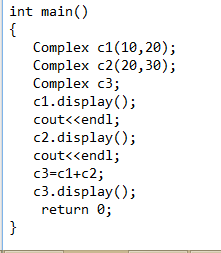 int main()
{
Complex c1(10,20);
Complex c2(20,30);
Complex c3;
c1.display();
cout<<endl;
c2.display();
cout<<endl;
c3=c1+c2;
c3.display();
return 0;
}